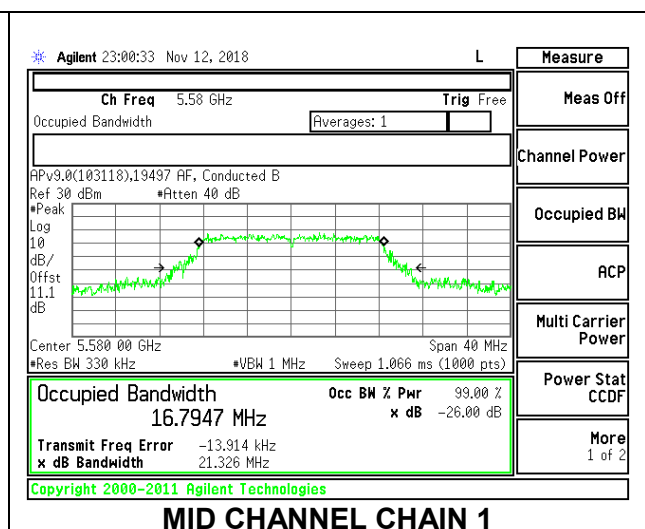 Agilent 23:00:33 Nov 12, 2018 L Measure
Ch Freq 5.58 GHz Trig Free
Meas Off
Occupied Bandwidth Averages: 1
Channel Power
APv9.0(103118),19497 AF, Conducted B
Ref 30 dBm #Atten 40 dB
#Peak
Log
10
dB/
Offst
11.1
dB
Occupied BW
ACP
Multi Carrier
Power
Center 5.580 00 GHz Span 40 MHz
#Res BW 330 kHz #VBW 1 MHz Sweep 1.066 ms (1000 pts)
Occupied Bandwidth Occ BW % Pwr 99.00 %
16.7947 MHz x dB -26.00 dB
Power Stat
CCDF
Transmit Freq Error -13.914 kHz
x dB Bandwidth 21.326 MHz
More
1 of 2
Copyright 2000-2011 Agilent Technologies
MID CHANNEL CHAIN 1